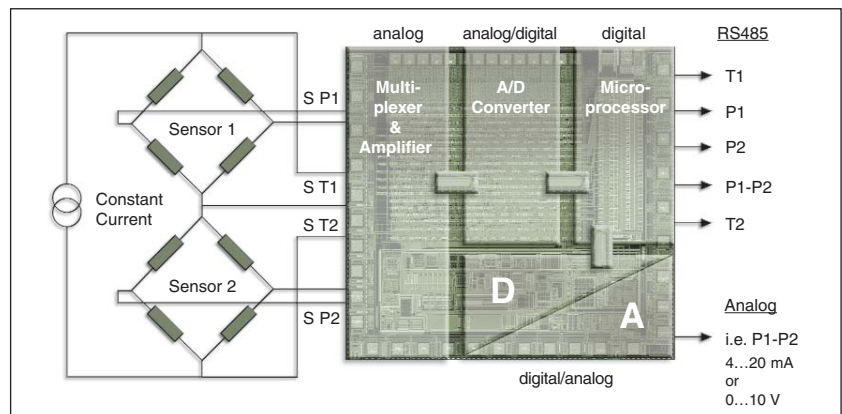 analog
analog/digital
digital
RS485
Multi-
plexer
&
Amplifier
A/D
Converter
Micro-
processor
S P1
Sensor 1
S T1
Constant
Current
S T2
Sensor 2
S P2
T1
P1
P2
P1-P2
T2
D
A
Analog
i.e. P1-P2
4…20 mA
or
0…10 V
digital/analog